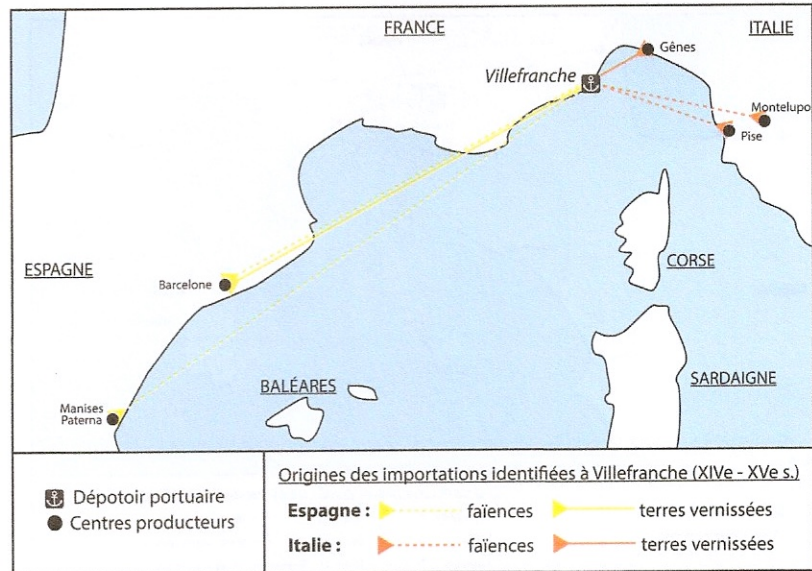 FRANCE
ITALIE
Gênes
Villefranche
Montelupo
Pise
ESPAGNE
Barcelone
CORSE
BALÉARES
SARDAIGNE
Manises
Paterna
Dépotoir portuaire
Centres producteurs
Origines des importations identifiées à Villefranche (XIVe - XVe s.)
Espagne : faïences terres vernissées
Italie : faïences terres vernissées